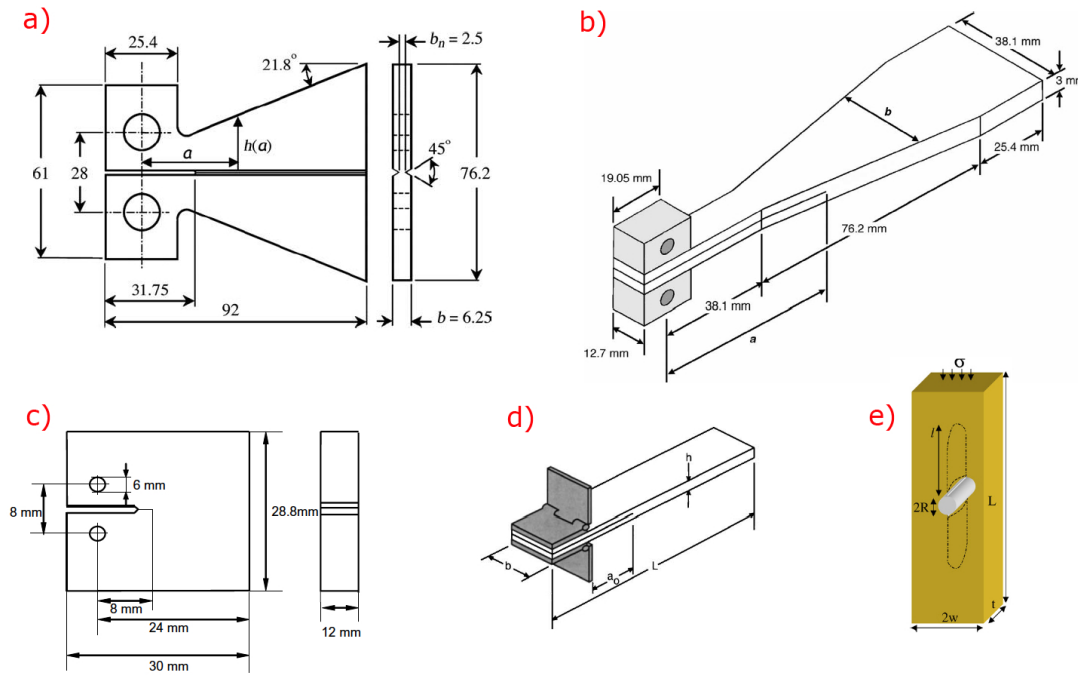 a)
25.4
b_n = 2.5
21.8°
a
h(a)
45°
61
28
76.2
31.75
92
b = 6.25
b)
38.1 mm
3 mm
b
25.4 mm
19.05 mm
76.2 mm
38.1 mm
a
12.7 mm
c)
6 mm
8 mm
28.8mm
8 mm
24 mm
12 mm
30 mm
d)
h
b
a_o
L
e)
σ
l
2R
L
t
2w